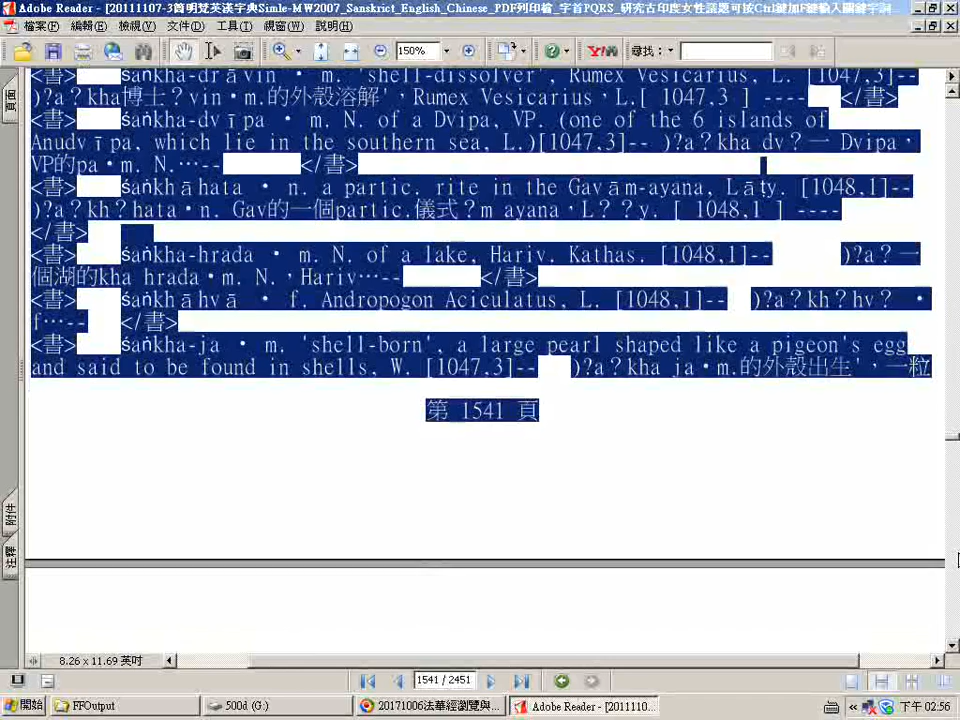 Adobe Reader - [20111107-3簡明梵英漢字典Simle-MW2007_Sanskrict_English_Chinese_PDF列印檔_字首PQRS_研究古印度女性議題可按Ctrl鍵加F鍵輸入關鍵字詞
檔案(F) 編輯(E) 檢視(V) 文件(D) 工具(T) 視窗(W) 說明(H)
150% Y! 尋找：
頁面
<書> śaṅkha-drāvin · m. 'shell-dissolver', Rumex Vesicarius, L. [1047,3]--
)?a？kha博士？vin·m.的外殼溶解', Rumex Vesicarius, L.[ 1047,3 ] ---- </書>
<書> śaṅkha-dvīpa · m. N. of a Dvipa, VP. (one of the 6 islands of
Anudvīpa, which lie in the southern sea, L.)[1047,3]-- )?a？kha dv？一 Dvipa，
VP的pa·m. N.…-- </書>
<書> śaṅkhāhata · n. a partic. rite in the Gavām-ayana, Lāṭy. [1048,1]--
)?a？kh？hata·n. Gav的一個partic.儀式？m ayana，L？？y. [ 1048,1 ] ----
</書>
<書> śaṅkha-hrada · m. N. of a lake, Hariv. Kathas. [1048,1]-- )?a？一
個湖的kha hrada·m. N.，Hariv…-- </書>
<書> śaṅkhāhvā · f. Andropogon Aciculatus, L. [1048,1]-- )?a？kh？hv？ ·
f…-- </書>
<書> śaṅkha-ja · m. 'shell-born', a large pearl shaped like a pigeon's egg
and said to be found in shells, W. [1047,3]-- )?a？kha ja·m.的外殼出生'，一粒
第 1541 頁
附件
注釋
8.26 x 11.69 英吋
1541 / 2451
開始 FFOutput 500d (G:) 20171006法華經瀏覽與... Adobe Reader - [2011110... 下午 02:56